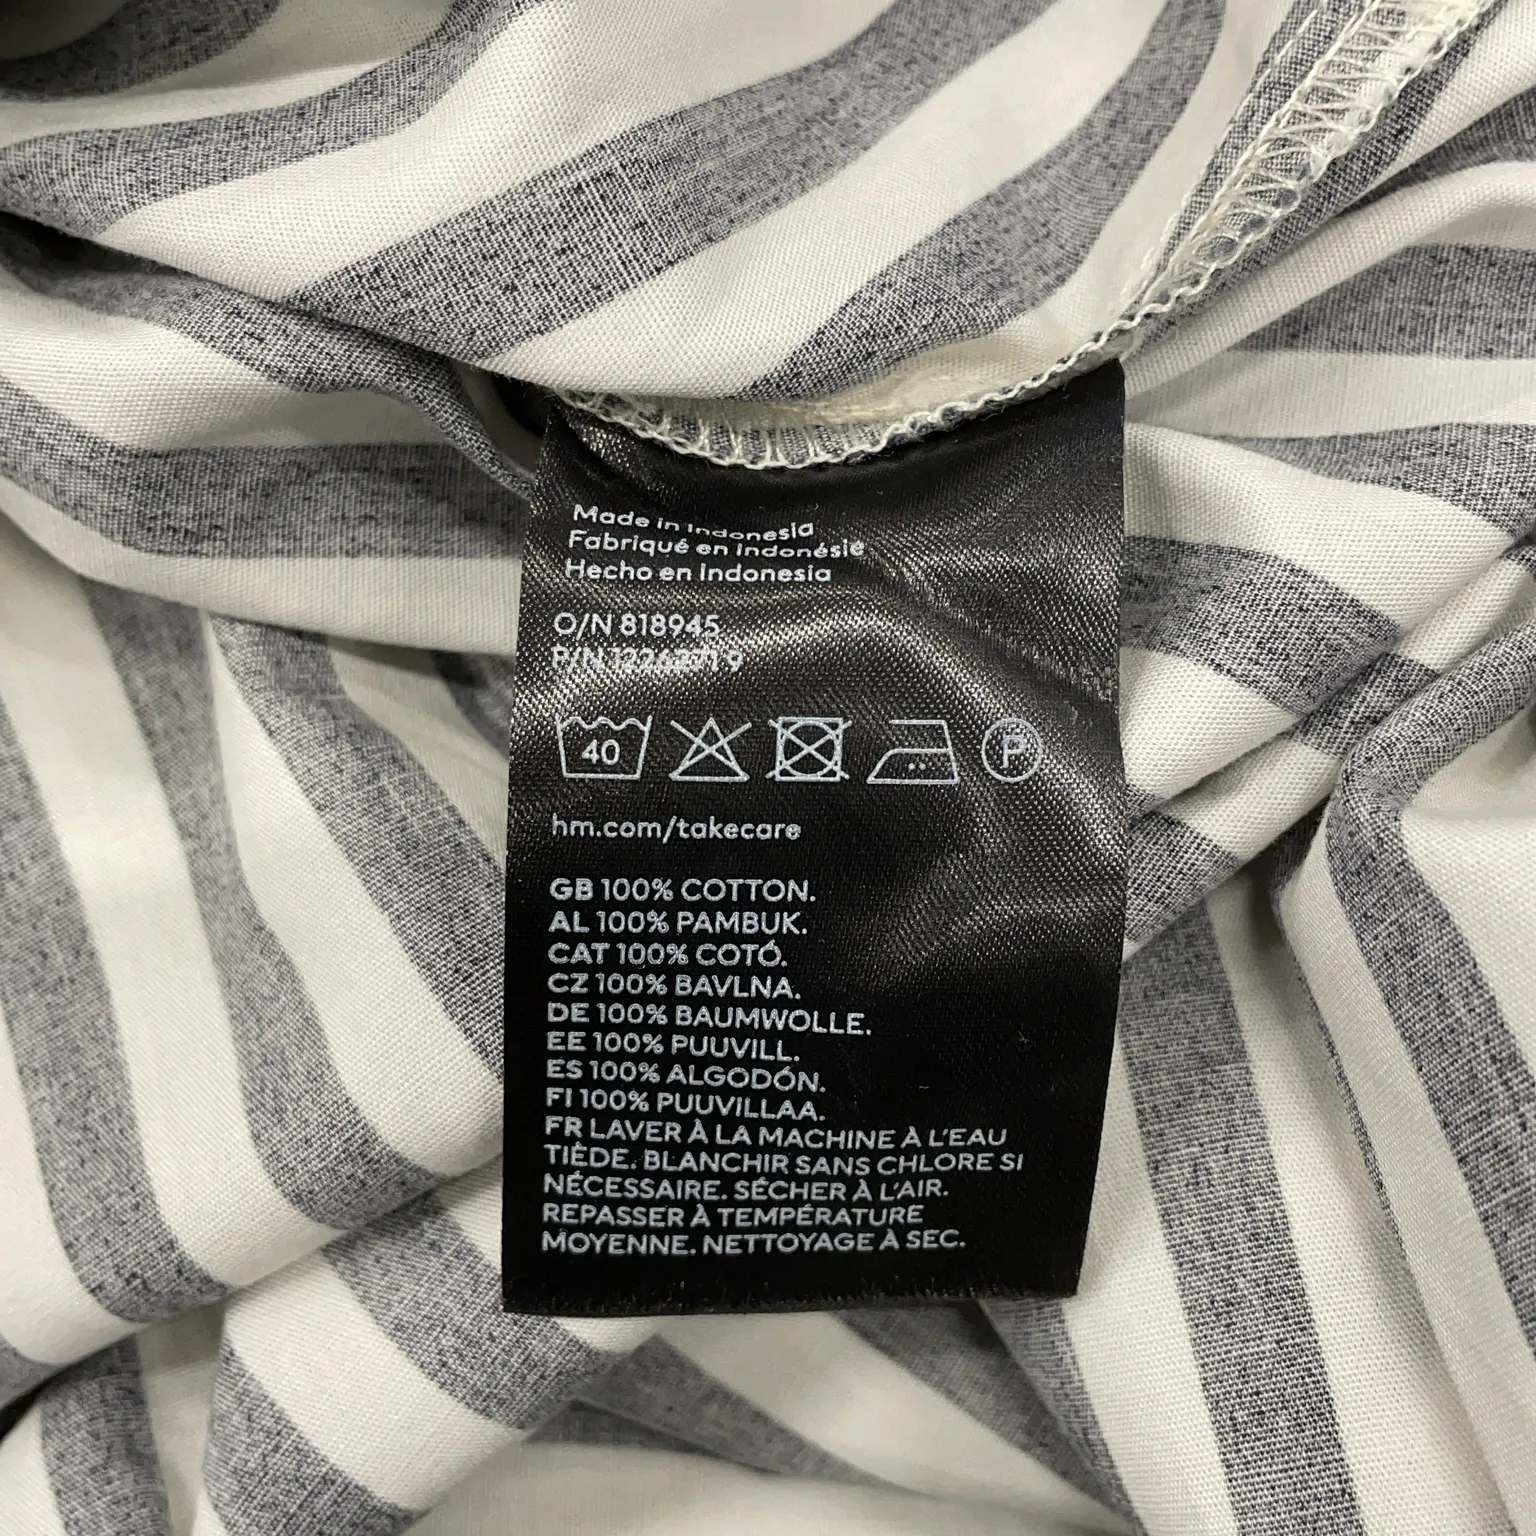 Made in Indonesia
Fabriqué en Indonésie
Hecho en Indonesia
O/N 818945
P/N
40
P
hm.com/takecare
GB 100% COTTON.
AL 100% PAMBUK.
CAT 100% COTÓ.
CZ 100% BAVLNA.
DE 100% BAUMWOLLE.
EE 100% PUUVILL.
ES 100% ALGODÓN.
FI 100% PUUVILLAA.
FR LAVER À LA MACHINE À L'EAU
TIÈDE. BLANCHIR SANS CHLORE SI
NÉCESSAIRE. SÉCHER À L'AIR.
REPASSER À TEMPÉRATURE
MOYENNE. NETTOYAGE À SEC.